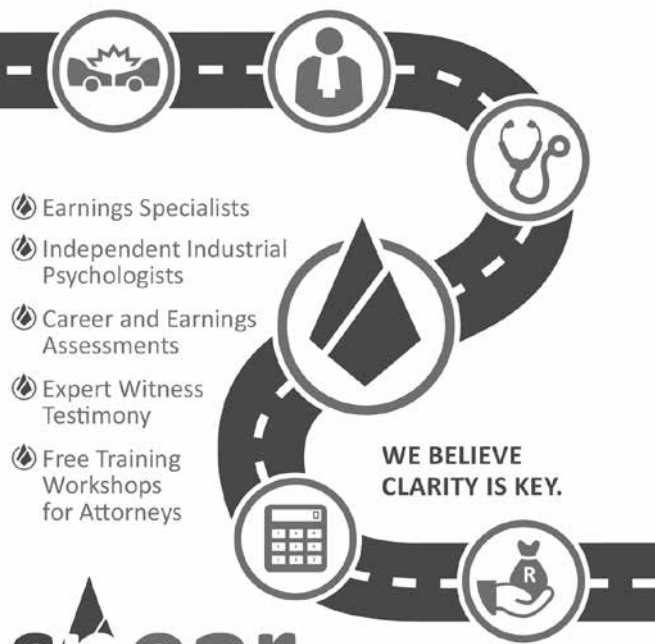 Earnings Specialists
Independent Industrial
Psychologists
Career and Earnings
Assessments
Expert Witness
Testimony
Free Training
Workshops
for Attorneys
WE BELIEVE
CLARITY IS KEY.
R